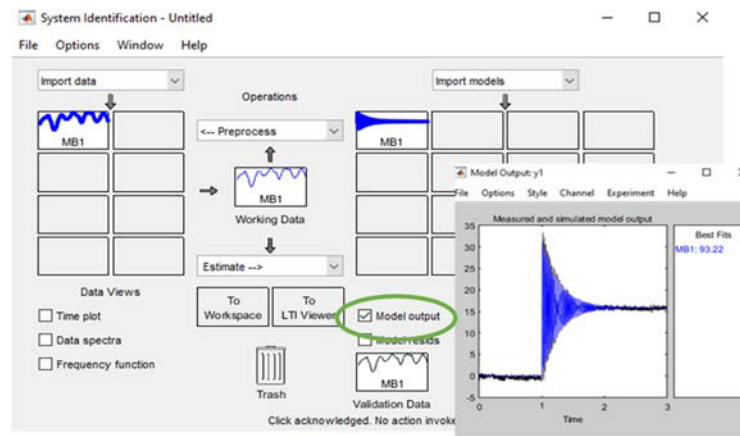 System Identification - Untitled
File Options Window Help
Import data
Import models
Operations
MB1
<-- Preprocess
MB1
MB1
Working Data
Estimate -->
Data Views
To Workspace
To LTI Viewer
Time plot
Data spectra
Frequency function
Model output
Model resids
Trash
MB1
Validation Data
Click acknowledged. No action invoke
Model Output: y1
File Options Style Channel Experiment Help
Measured and simulated model output
Best Fits
MB1: 93.22
35
30
25
20
15
10
5
0
-5
0 1 2 3
Time